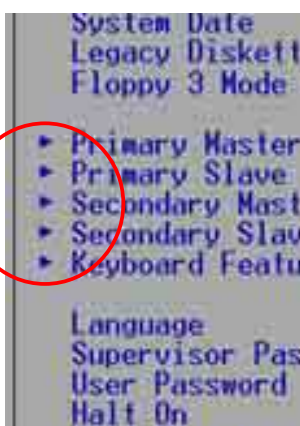 System Date
Legacy Diskett
Floppy 3 Mode
Primary Master
Primary Slave
Secondary Mast
Secondary Slav
Keyboard Featu
Language
Supervisor Pas
User Password
Halt On